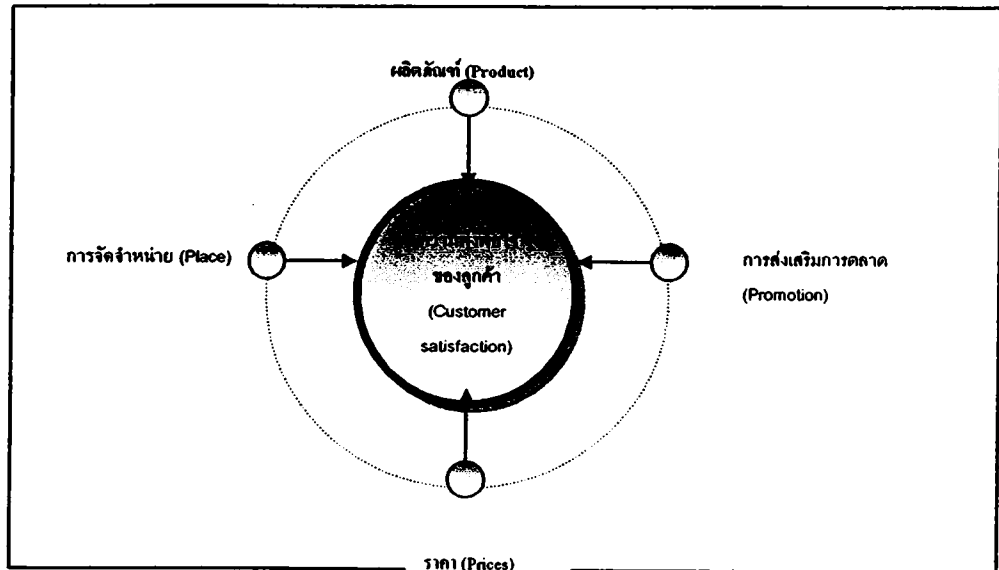 ผลิตภัณฑ์ (Product)
การจัดจำหน่าย (Place)
ของลูกค้า
(Customer
satisfaction)
การส่งเสริมการตลาด
(Promotion)
ราคา (Prices)